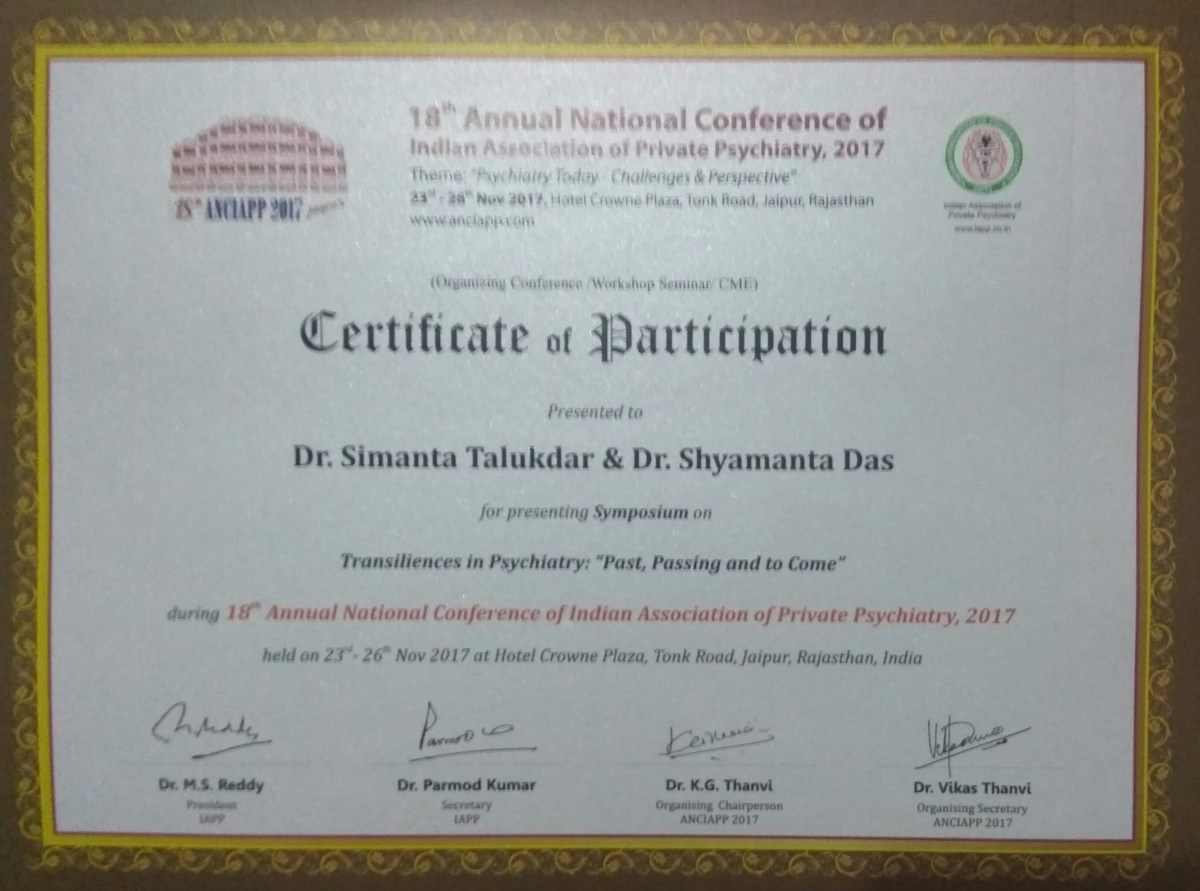 18th Annual National Conference of
Indian Association of Private Psychiatry, 2017
Theme: "Psychiatry Today - Challenges & Perspective"
23rd - 26th Nov 2017, Hotel Crowne Plaza, Tonk Road, Jaipur, Rajasthan
www.anciapp.com
18th ANCIAPP 2017
Indian Association of
Private Psychiatry
(Organizing Conference /Workshop Seminar/ CME)
Certificate of Participation
Presented to
Dr. Simanta Talukdar & Dr. Shyamanta Das
for presenting Symposium on
Transiliences in Psychiatry: “Past, Passing and to Come”
during 18th Annual National Conference of Indian Association of Private Psychiatry, 2017
held on 23rd- 26th Nov 2017 at Hotel Crowne Plaza, Tonk Road, Jaipur, Rajasthan, India
Dr. M.S. Reddy
President
IAPP
Dr. Parmod Kumar
Secretary
IAPP
Dr. K.G. Thanvi
Organising Chairperson
ANCIAPP 2017
Dr. Vikas Thanvi
Organising Secretary
ANCIAPP 2017